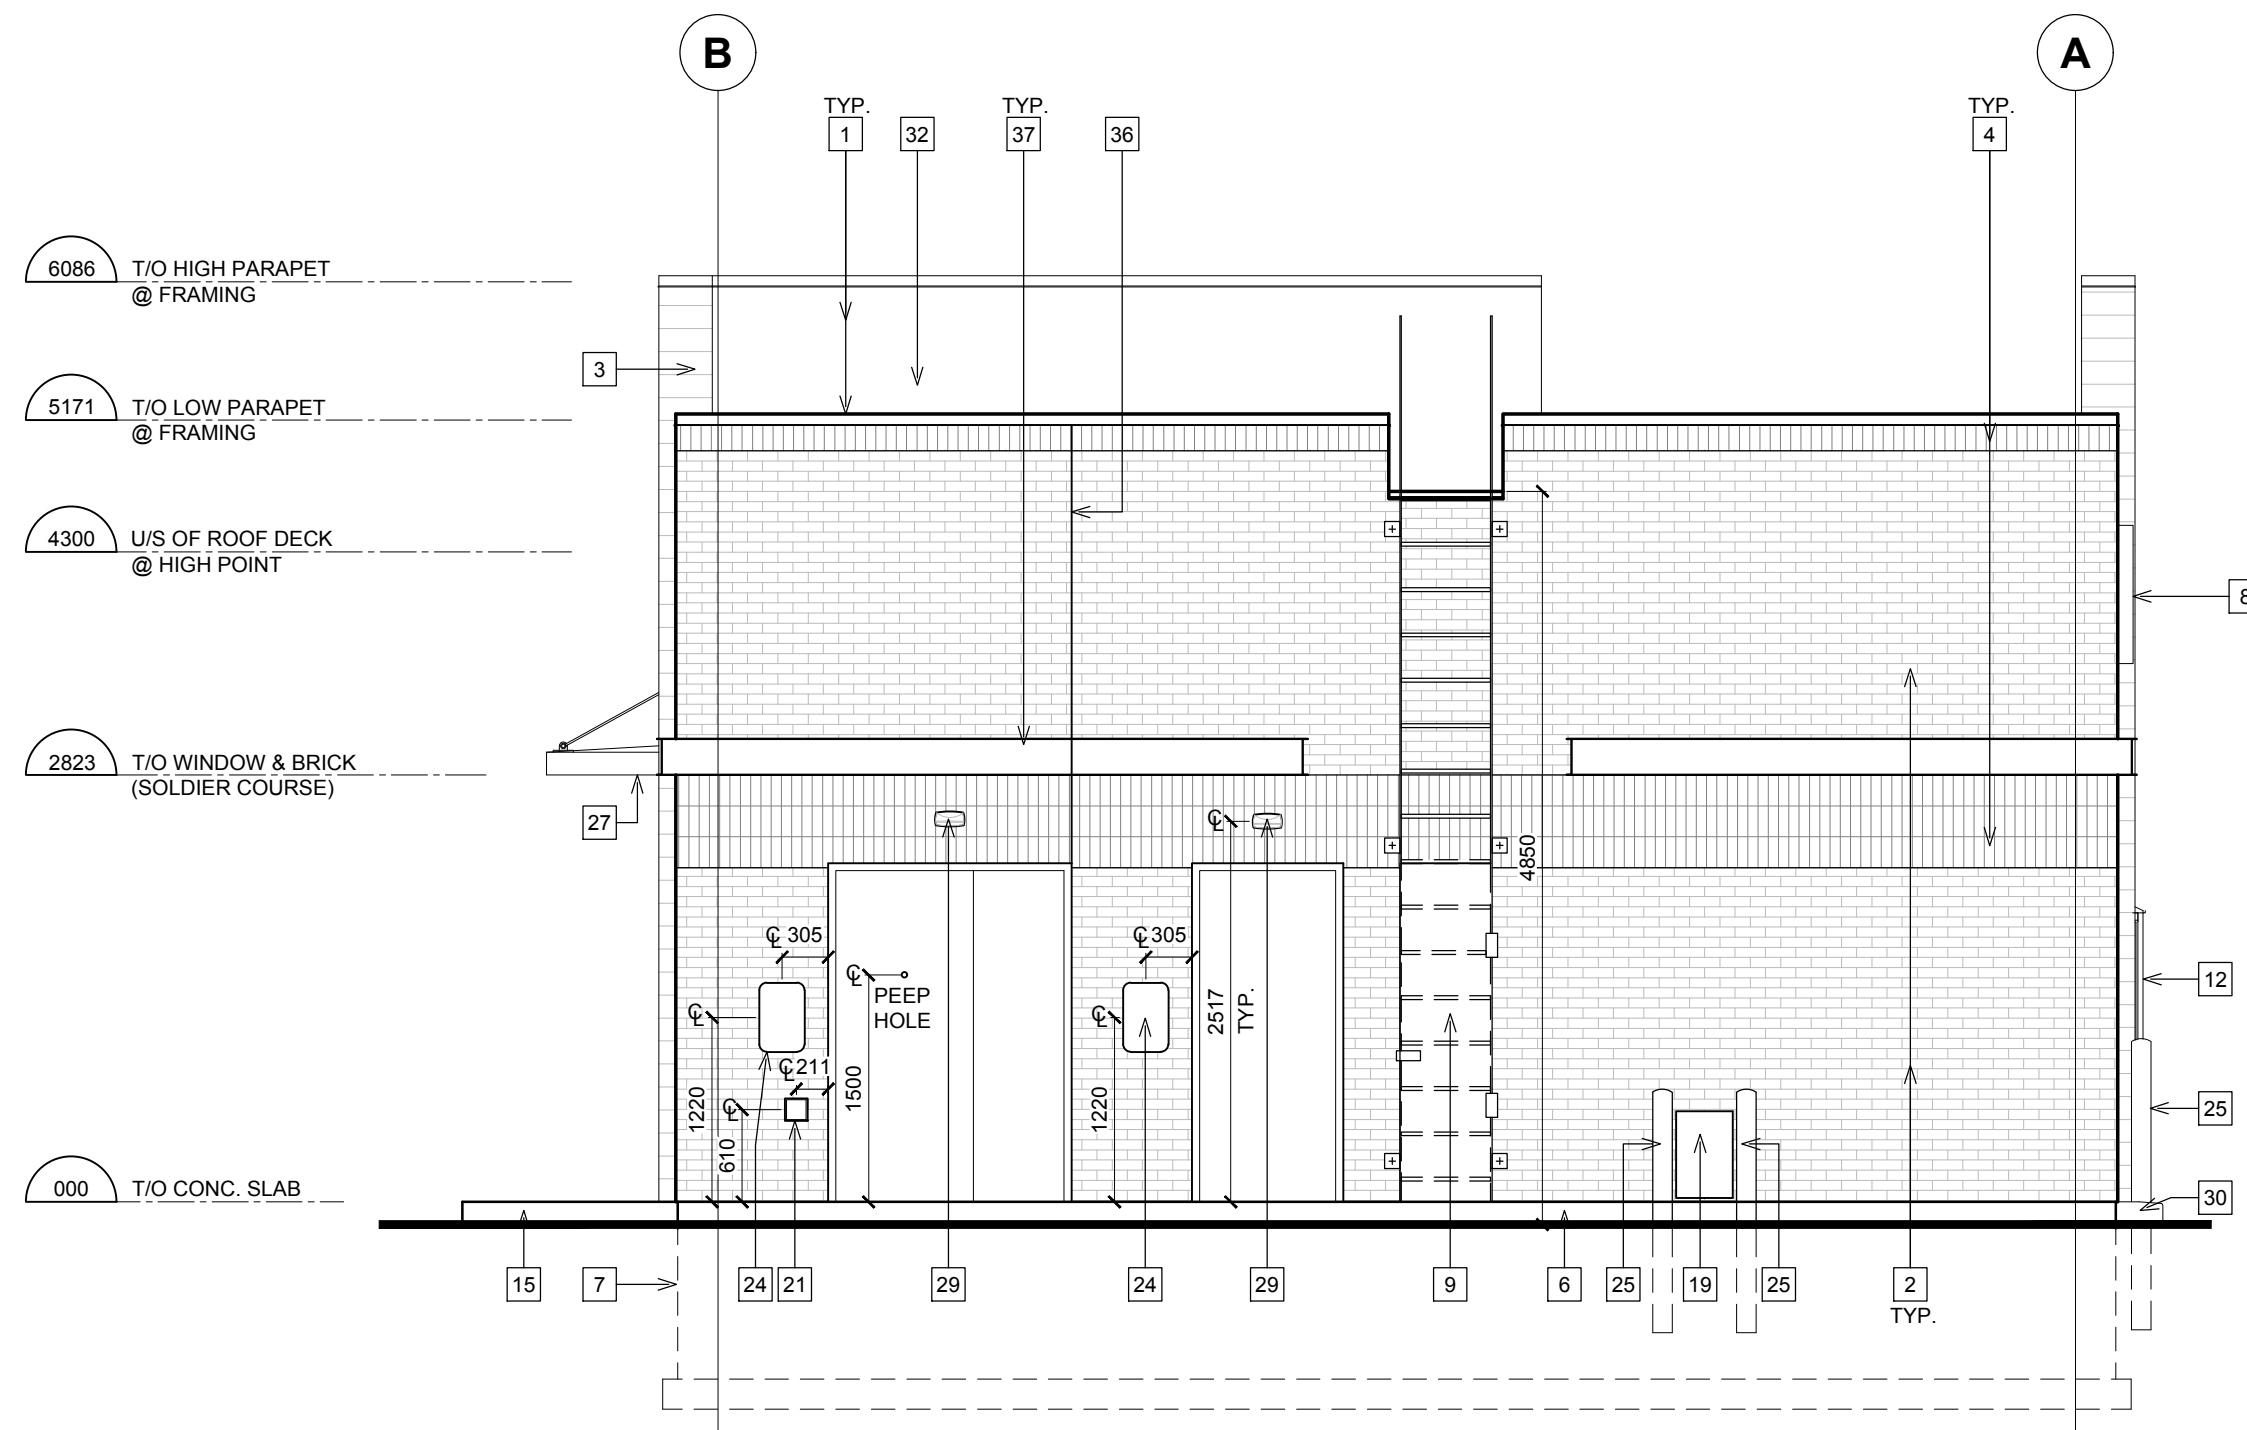 B
A
TYP.
1
32
TYP.
37
36
TYP.
4
6086
T/O HIGH PARAPET
@ FRAMING
3
5171
T/O LOW PARAPET
@ FRAMING
4300
U/S OF ROOF DECK
@ HIGH POINT
8
2823
T/O WINDOW & BRICK
(SOLDIER COURSE)
27
℄
4850
℄ 305
℄ 305
℄
PEEP
HOLE
12
2517
TYP.
℄
℄
℄ 211
1220
℄
610
1500
1220
25
25
25
000
T/O CONC. SLAB
30
15
7
24
21
29
24
29
9
6
19
2
TYP.